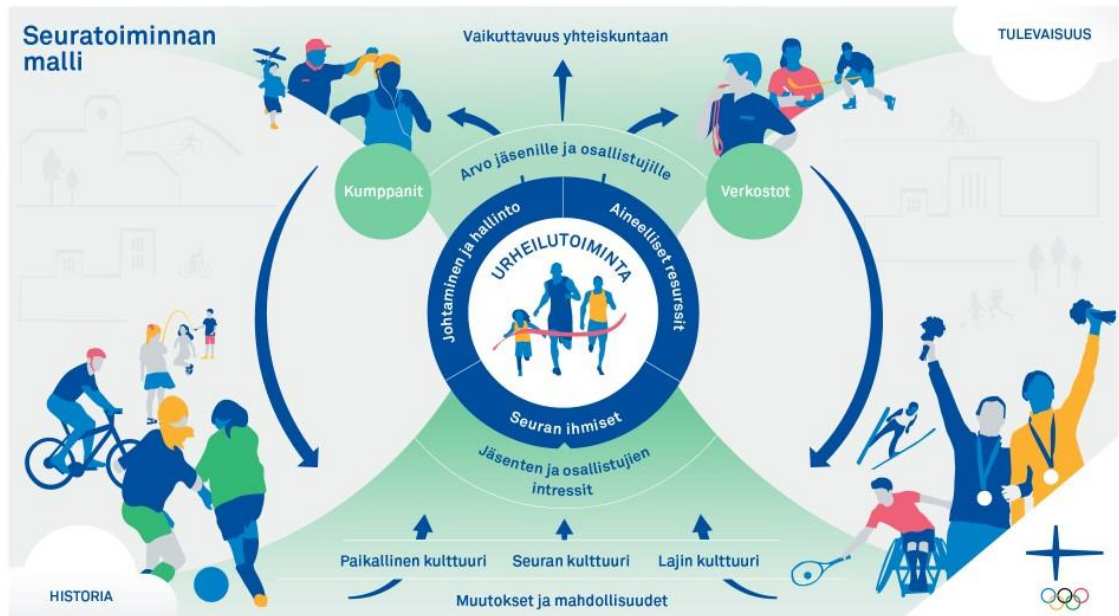 Seuratoiminnan
malli
Vaikuttavuus yhteiskuntaan
TULEVAISUUS
Arvo jäsenille ja osallistujille
Kumppanit
Verkostot
Johtaminen ja hallinto
Aineelliset resurssit
URHEILUTOIMINTA
Seuran ihmiset
Jäsenten ja osallistujien
intressit
Paikallinen kulttuuri
Seuran kulttuuri
Lajin kulttuuri
HISTORIA
Muutokset ja mahdollisuudet